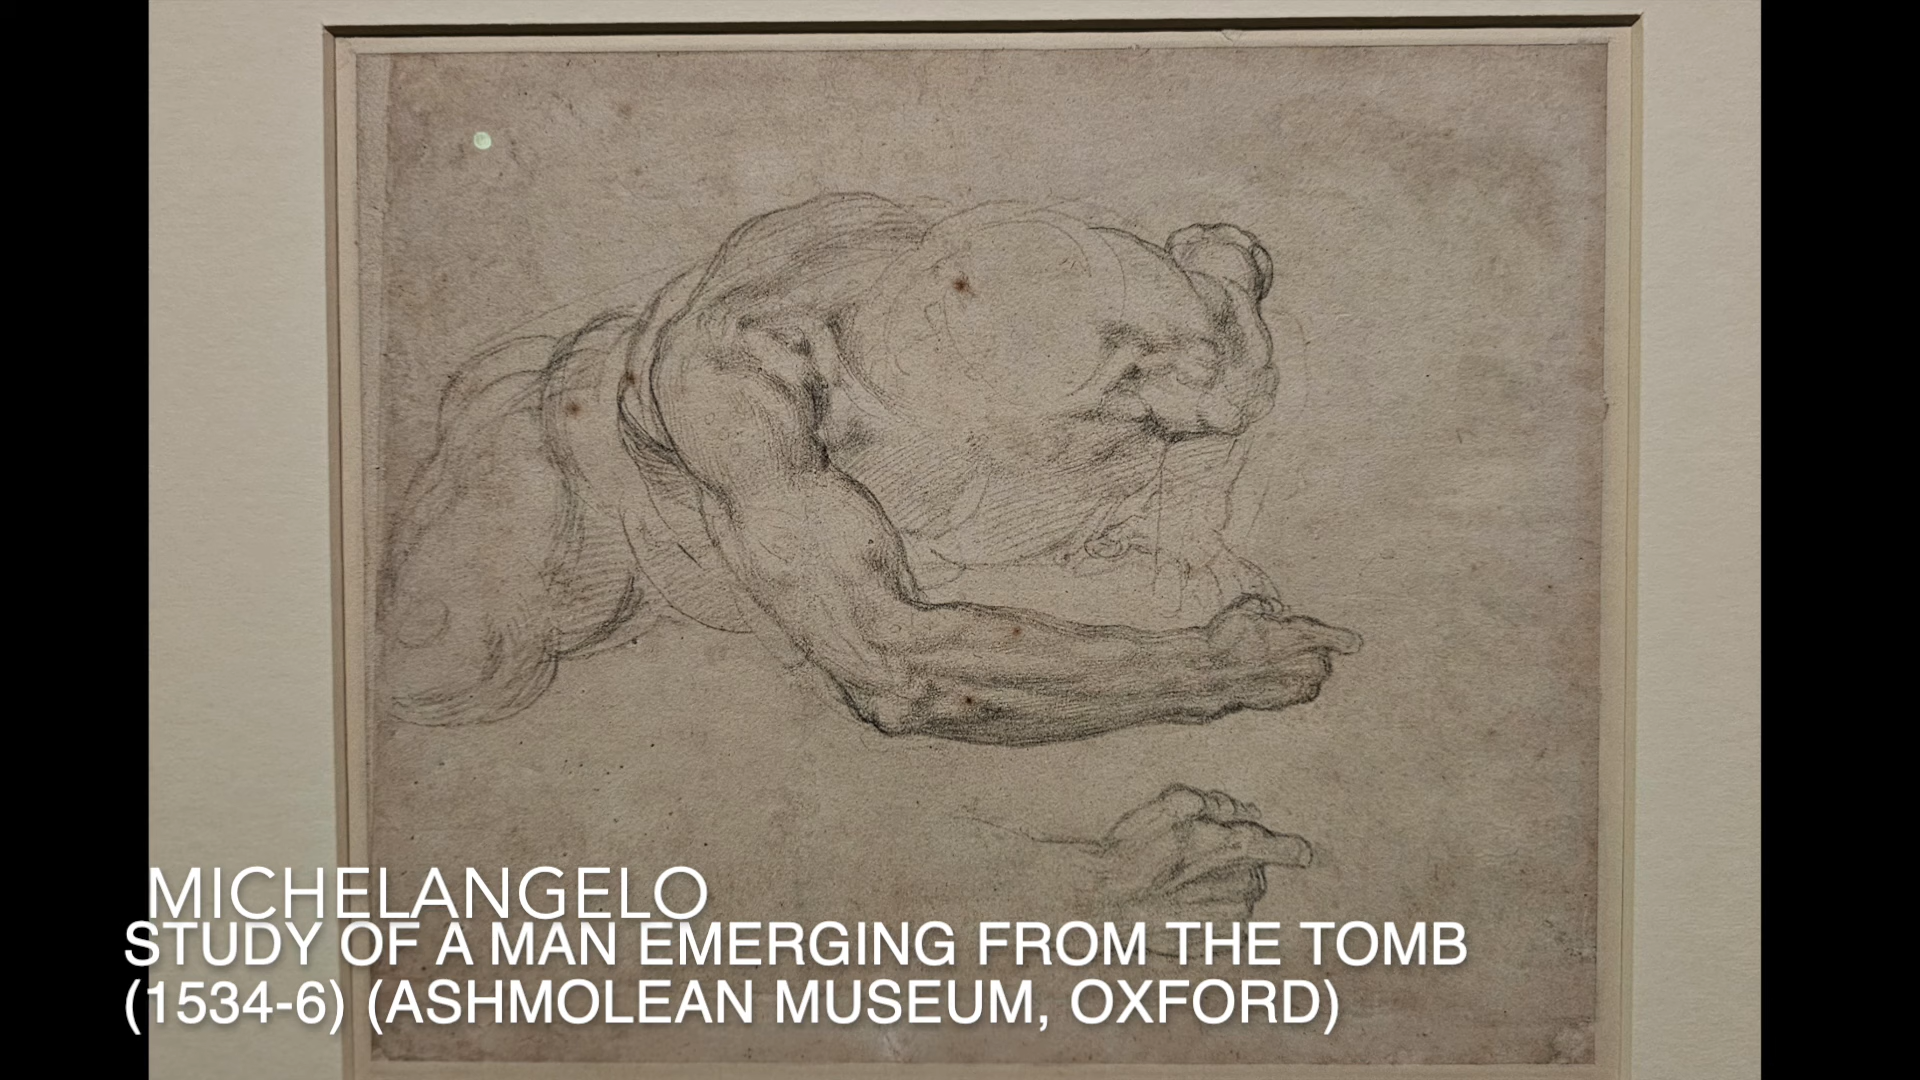 MICHELANGELO
STUDY OF A MAN EMERGING FROM THE TOMB
(1534-6) (ASHMOLEAN MUSEUM, OXFORD)